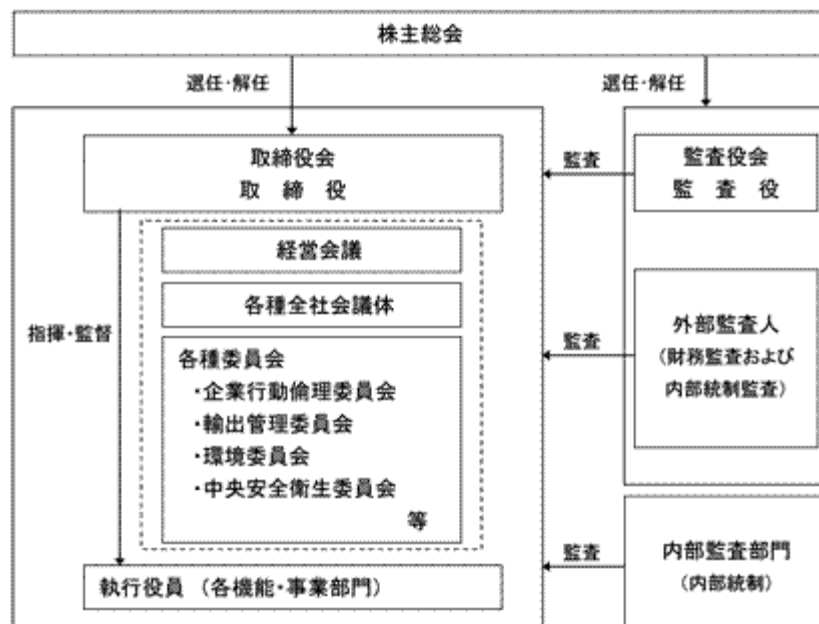 株主総会
選任・解任
選任・解任
取締役会
取 締 役
監査
監査役会
監 査 役
経営会議
各種全社会議体
指揮・監督
各種委員会
・企業行動倫理委員会
・輸出管理委員会
・環境委員会
・中央安全衛生委員会
等
監査
外部監査人
(財務監査および
内部統制監査)
執行役員 (各機能・事業部門)
監査
内部監査部門
(内部統制)